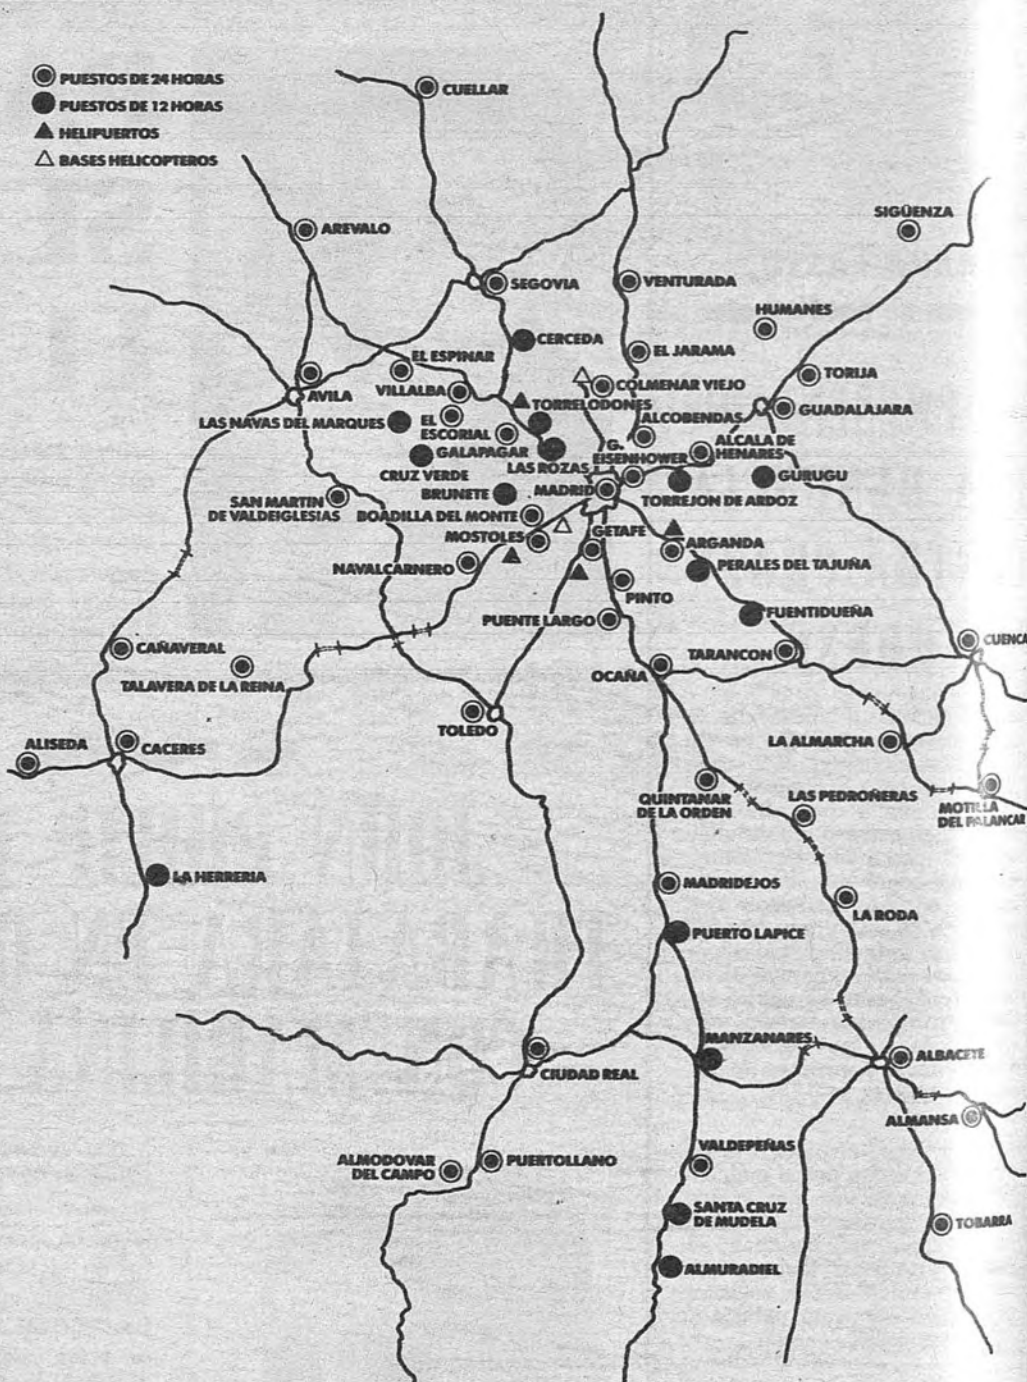 PUESTOS DE 24 HORAS
PUESTOS DE 12 HORAS
HELIPUERTOS
BASES HELICOPTEROS
CUELLAR
SIGÜENZA
AREVALO
SEGOVIA
VENTURADA
HUMANES
CERCEDA
EL JARAMA
EL ESPINAR
TORIJA
VILLALBA
COLMENAR VIEJO
AVILA
TORRELODONES
GUADALAJARA
LAS NAVAS DEL MARQUES
EL
ESCORIAL
ALCOBENDAS
GALAPAGAR
G.
EISENHOWER
ALCALA DE
HENARES
CRUZ VERDE
LAS ROZAS
GURUGU
BRUNETE
MADRID
TORREJON DE ARDOZ
SAN MARTIN
DE VALDEIGLESIAS
BOADILLA DEL MONTE
MOSTOLES
GETAFE
ARGANDA
NAVALCARNERO
PERALES DEL TAJUÑA
PINTO
PUENTE LARGO
FUENTIDUEÑA
CAÑAVERAL
TARANCON
CUENCA
TALAVERA DE LA REINA
OCAÑA
TOLEDO
ALISEDA
CACERES
LA ALMARCHA
QUINTANAR
DE LA ORDEN
LAS PEDROÑERAS
MOTILLA
DEL PALANCAR
LA HERRERIA
MADRIDEJOS
LA RODA
PUERTO LAPICE
MANZANARES
CIUDAD REAL
ALBACETE
ALMANSA
ALMODOVAR
DEL CAMPO
PUERTOLLANO
VALDEPEÑAS
SANTA CRUZ
DE MUDELA
TOBARRA
ALMURADIEL